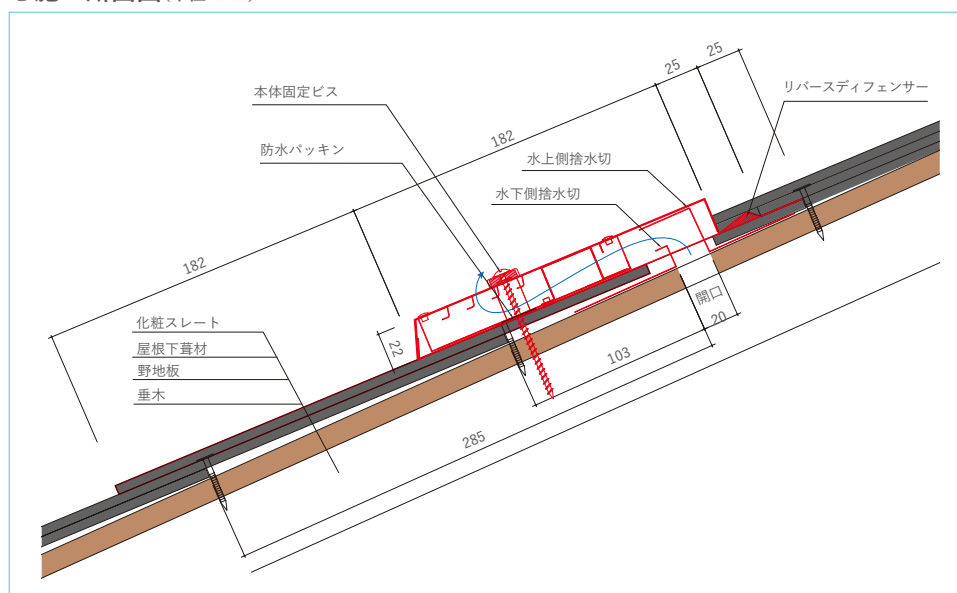 25
25
本体固定ビス
リバースディフェンサー
防水パッキン
182
水上側捨水切
水下側捨水切
182
化粧スレート
屋根下葺材
野地板
垂木
22
開口
20
103
285